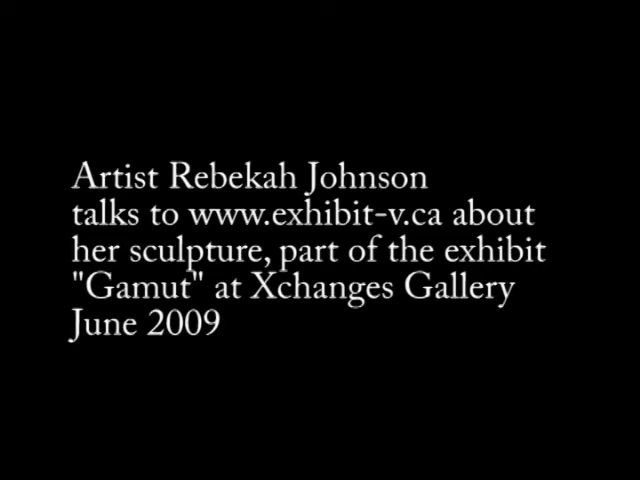 Artist Rebekah Johnson
talks to www.exhibit-v.ca about
her sculpture, part of the exhibit
"Gamut" at Xchanges Gallery
June 2009